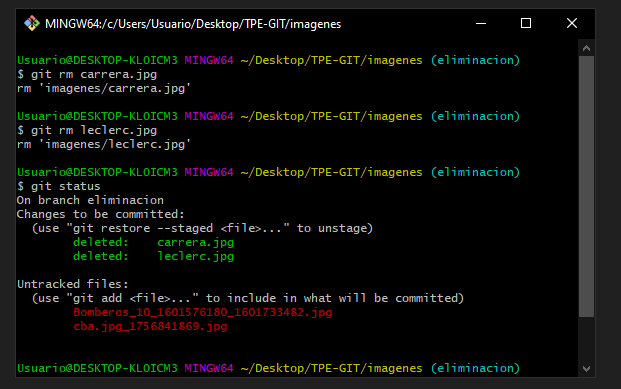 MINGW64:/c/Users/Usuario/Desktop/TPE-GIT/imagenes
Usuario@DESKTOP-KLOICM3 MINGW64 ~/Desktop/TPE-GIT/imagenes (eliminacion)
$ git rm carrera.jpg
rm 'imagenes/carrera.jpg'
Usuario@DESKTOP-KLOICM3 MINGW64 ~/Desktop/TPE-GIT/imagenes (eliminacion)
$ git rm leclerc.jpg
rm 'imagenes/leclerc.jpg'
Usuario@DESKTOP-KLOICM3 MINGW64 ~/Desktop/TPE-GIT/imagenes (eliminacion)
$ git status
On branch eliminacion
Changes to be committed:
  (use "git restore --staged <file>..." to unstage)
        deleted:    carrera.jpg
        deleted:    leclerc.jpg
Untracked files:
  (use "git add <file>..." to include in what will be committed)
        Bomberos_10_1601576180_1601733482.jpg
        cba.jpg_1756841869.jpg
Usuario@DESKTOP-KLOICM3 MINGW64 ~/Desktop/TPE-GIT/imagenes (eliminacion)